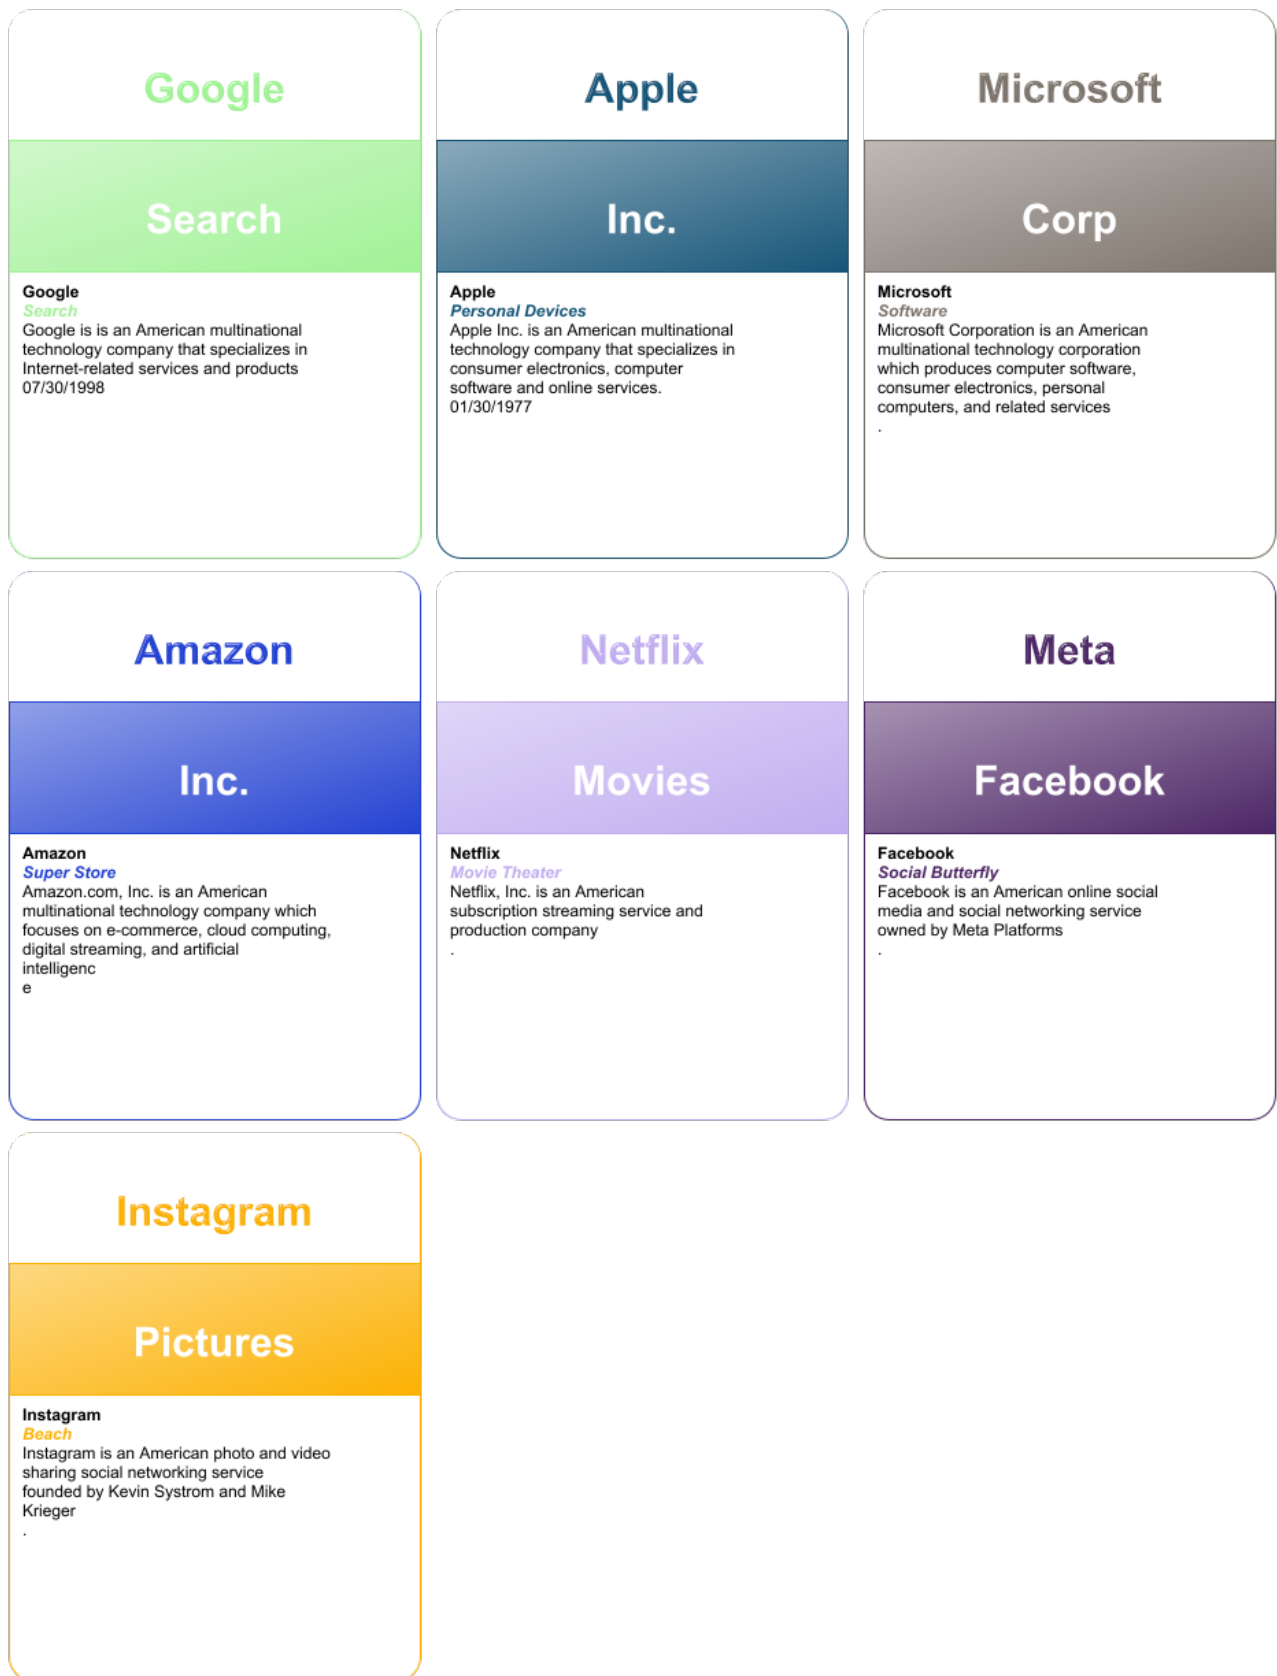 Google
Search
Google
Search
Google is is an American multinational
technology company that specializes in
Internet-related services and products
07/30/1998
Apple
Inc.
Apple
Personal Devices
Apple Inc. is an American multinational
technology company that specializes in
consumer electronics, computer
software and online services.
01/30/1977
Microsoft
Corp
Microsoft
Software
Microsoft Corporation is an American
multinational technology corporation
which produces computer software,
consumer electronics, personal
computers, and related services
.
Amazon
Inc.
Amazon
Super Store
Amazon.com, Inc. is an American
multinational technology company which
focuses on e-commerce, cloud computing,
digital streaming, and artificial
intelligenc
e
Netflix
Movies
Netflix
Movie Theater
Netflix, Inc. is an American
subscription streaming service and
production company
.
Meta
Facebook
Facebook
Social Butterfly
Facebook is an American online social
media and social networking service
owned by Meta Platforms
.
Instagram
Pictures
Instagram
Beach
Instagram is an American photo and video
sharing social networking service
founded by Kevin Systrom and Mike
Krieger
.